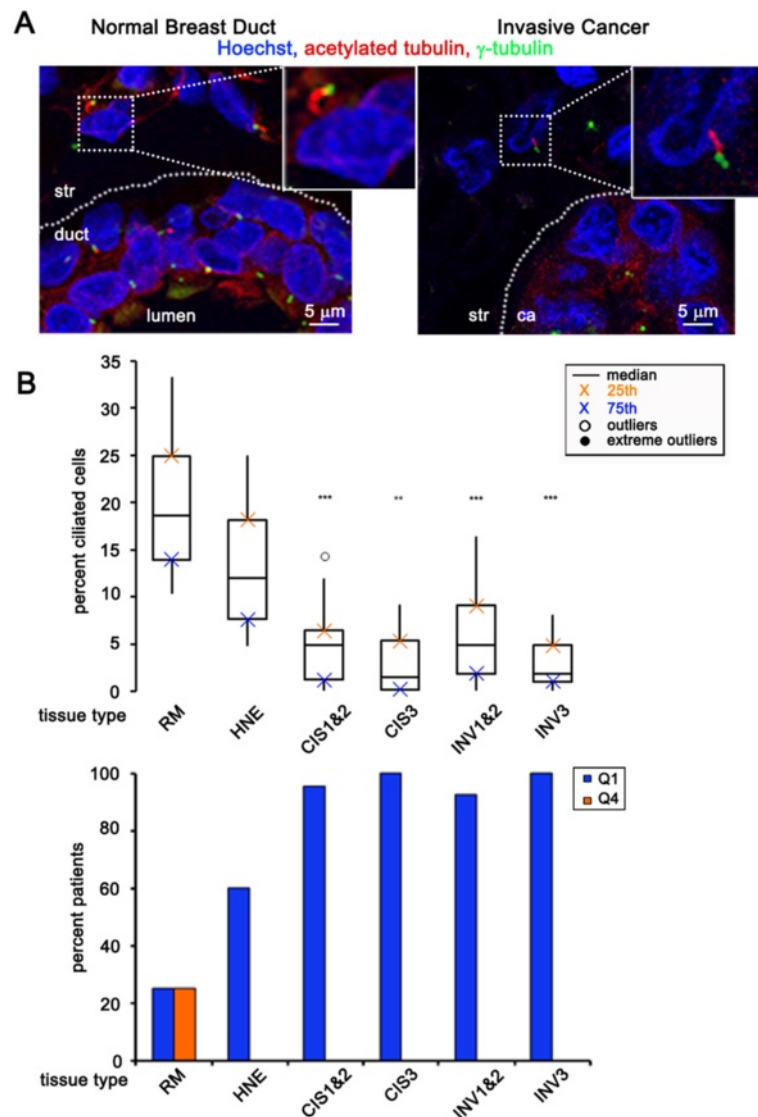 A
Normal Breast Duct
Invasive Cancer
Hoechst, acetylated tubulin, γ-tubulin
str
duct
lumen
5 μm
str
ca
5 μm
B
percent ciliated cells
35
30
25
20
15
10
5
0
median
25th
75th
outliers
extreme outliers
***
**
***
***
tissue type
RM
HNE
CIS1&2
CIS3
INV1&2
INV3
percent patients
100
80
60
40
20
0
Q1
Q4
tissue type
RM
HNE
CIS1&2
CIS3
INV1&2
INV3